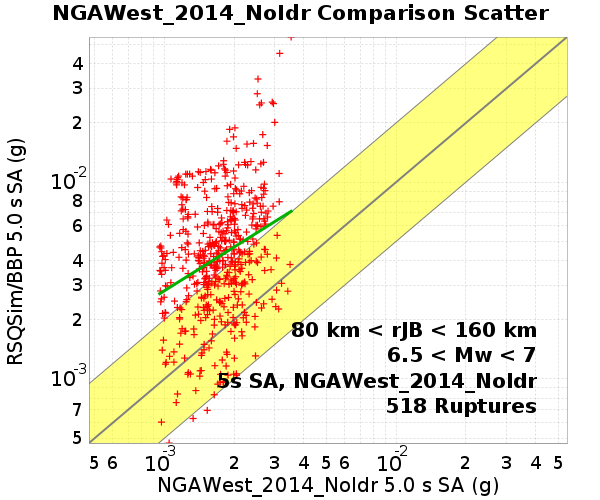 NGAWest_2014_NoIdr Comparison Scatter
RSQSim/BBP 5.0 s SA (g)
4
3
2
10^-2
8
6
4
3
2
10^-3
7
5
80 km < rJB < 160 km
6.5 < Mw < 7
5s SA, NGAWest_2014_NoIdr
518 Ruptures
5 6 10^-3 2 3 4 5 6 10^-2 2 3 4 5
NGAWest_2014_NoIdr 5.0 s SA (g)